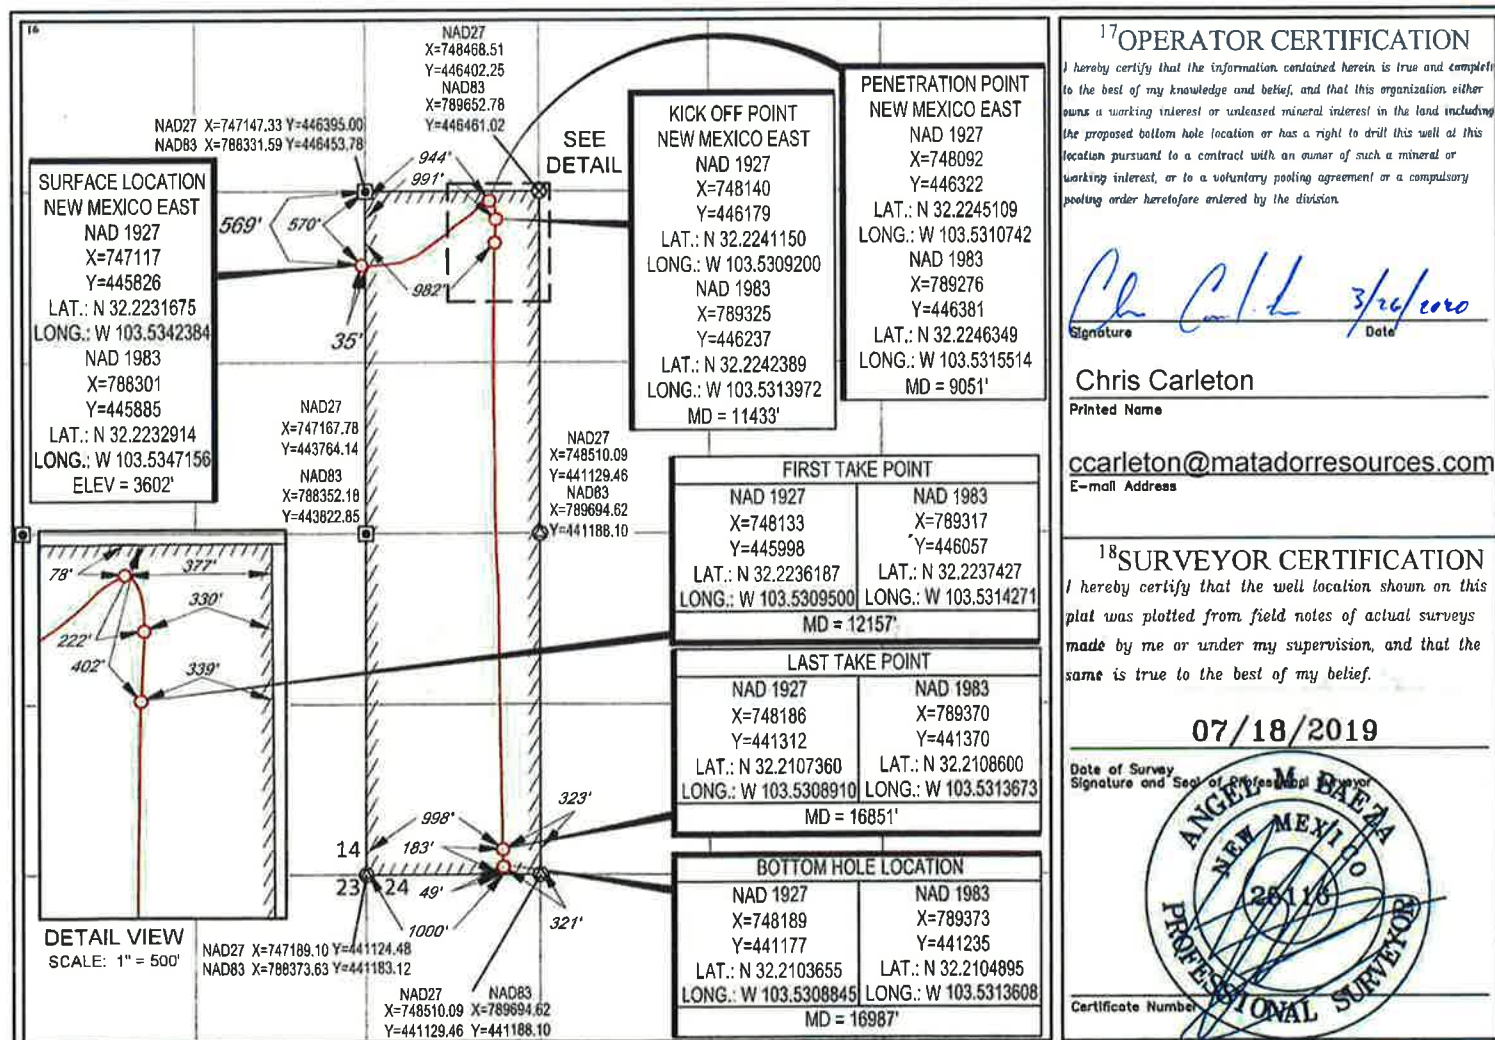 16
NAD27
X=748468.51
Y=446402.25
NAD83
X=789652.78
Y=446461.02
NAD27 X=747147.33 Y=446395.00
NAD83 X=788331.59 Y=446453.78
SEE
DETAIL
SURFACE LOCATION
NEW MEXICO EAST
NAD 1927
X=747117
Y=445826
LAT.: N 32.2231675
LONG.: W 103.5342384
NAD 1983
X=788301
Y=445885
LAT.: N 32.2232914
LONG.: W 103.5347156
ELEV = 3602'
944'
991'
569'
570'
982'
35'
KICK OFF POINT
NEW MEXICO EAST
NAD 1927
X=748140
Y=446179
LAT.: N 32.2241150
LONG.: W 103.5309200
NAD 1983
X=789325
Y=446237
LAT.: N 32.2242389
LONG.: W 103.5313972
MD = 11433'
PENETRATION POINT
NEW MEXICO EAST
NAD 1927
X=748092
Y=446322
LAT.: N 32.2245109
LONG.: W 103.5310742
NAD 1983
X=789276
Y=446381
LAT.: N 32.2246349
LONG.: W 103.5315514
MD = 9051'
NAD27
X=747167.78
Y=443764.14
NAD83
X=788352.18
Y=443822.85
NAD27
X=748510.09
Y=441129.46
NAD83
X=789694.62
Y=441188.10
FIRST TAKE POINT
NAD 1927 NAD 1983
X=748133 X=789317
Y=445998 Y=446057
LAT.: N 32.2236187 LAT.: N 32.2237427
LONG.: W 103.5309500 LONG.: W 103.5314271
MD = 12157'
LAST TAKE POINT
NAD 1927 NAD 1983
X=748186 X=789370
Y=441312 Y=441370
LAT.: N 32.2107360 LAT.: N 32.2108600
LONG.: W 103.5308910 LONG.: W 103.5313673
MD = 16851'
BOTTOM HOLE LOCATION
NAD 1927 NAD 1983
X=748189 X=789373
Y=441177 Y=441235
LAT.: N 32.2103655 LAT.: N 32.2104895
LONG.: W 103.5308845 LONG.: W 103.5313608
MD = 16987'
78'
377'
330'
222'
402'
339'
DETAIL VIEW
SCALE: 1" = 500'
998'
323'
14
183'
23 24
49'
1000'
321'
NAD27 X=747189.10 Y=441124.48
NAD83 X=788373.63 Y=441183.12
NAD27 NAD83
X=748510.09 X=789694.62
Y=441129.46 Y=441188.10
17 OPERATOR CERTIFICATION
I hereby certify that the information contained herein is true and complete
to the best of my knowledge and belief, and that this organization either
owns a working interest or unleased mineral interest in the land including
the proposed bottom hole location or has a right to drill this well at this
location pursuant to a contract with an owner of such a mineral or
working interest, or to a voluntary pooling agreement or a compulsory
pooling order heretofore entered by the division.
3/26/2020
Signature Date
Chris Carleton
Printed Name
ccarleton@matadorresources.com
E-mail Address
18 SURVEYOR CERTIFICATION
I hereby certify that the well location shown on this
plat was plotted from field notes of actual surveys
made by me or under my supervision, and that the
same is true to the best of my belief.
07/18/2019
Date of Survey
Signature and Seal of Professional Surveyor
ANGEL M BAEZA
NEW MEXICO
PROFESSIONAL SURVEYOR
Certificate Number